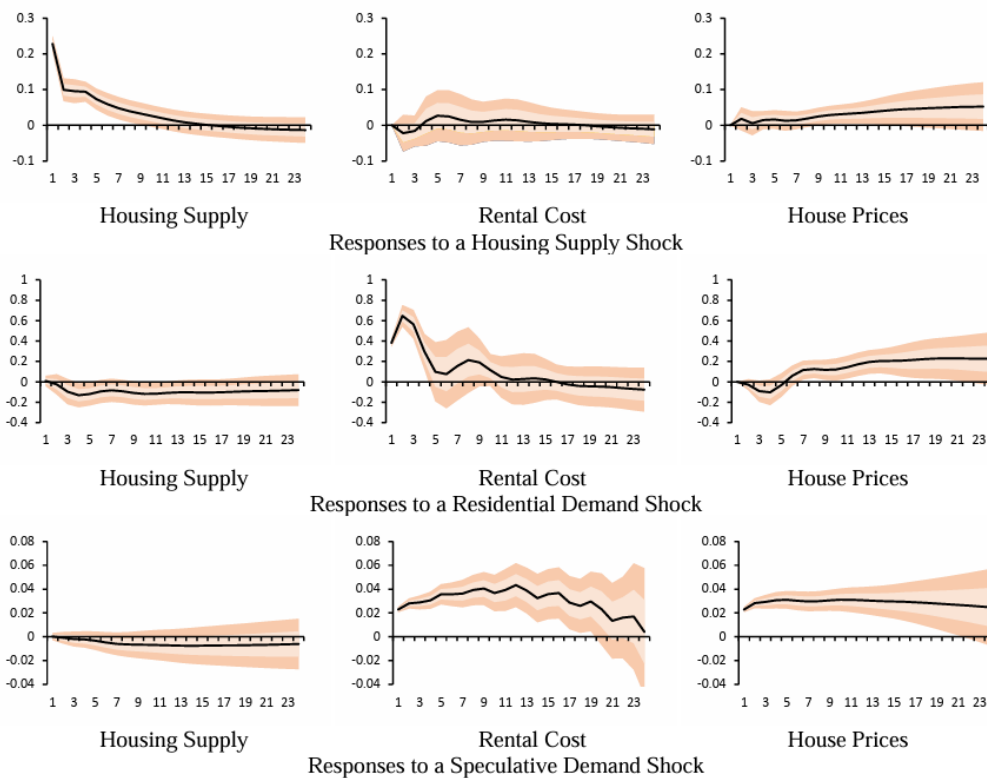 0.3 0.3 0.3
0.2 0.2 0.2
0.1 0.1 0.1
0 0 0
-0.1 -0.1 -0.1
1 3 5 7 9 11 13 15 17 19 21 23 1 3 5 7 9 11 13 15 17 19 21 23 1 3 5 7 9 11 13 15 17 19 21 23
Housing Supply Rental Cost House Prices
Responses to a Housing Supply Shock
1 1 1
0.8 0.8 0.8
0.6 0.6 0.6
0.4 0.4 0.4
0.2 0.2 0.2
0 0 0
-0.2 -0.2 -0.2
-0.4 -0.4 -0.4
1 3 5 7 9 11 13 15 17 19 21 23 1 3 5 7 9 11 13 15 17 19 21 23 1 3 5 7 9 11 13 15 17 19 21 23
Housing Supply Rental Cost House Prices
Responses to a Residential Demand Shock
0.08 0.08 0.08
0.06 0.06 0.06
0.04 0.04 0.04
0.02 0.02 0.02
0 0 0
-0.02 -0.02 -0.02
-0.04 -0.04 -0.04
1 3 5 7 9 11 13 15 17 19 21 23 1 3 5 7 9 11 13 15 17 19 21 23 1 3 5 7 9 11 13 15 17 19 21 23
Housing Supply Rental Cost House Prices
Responses to a Speculative Demand Shock